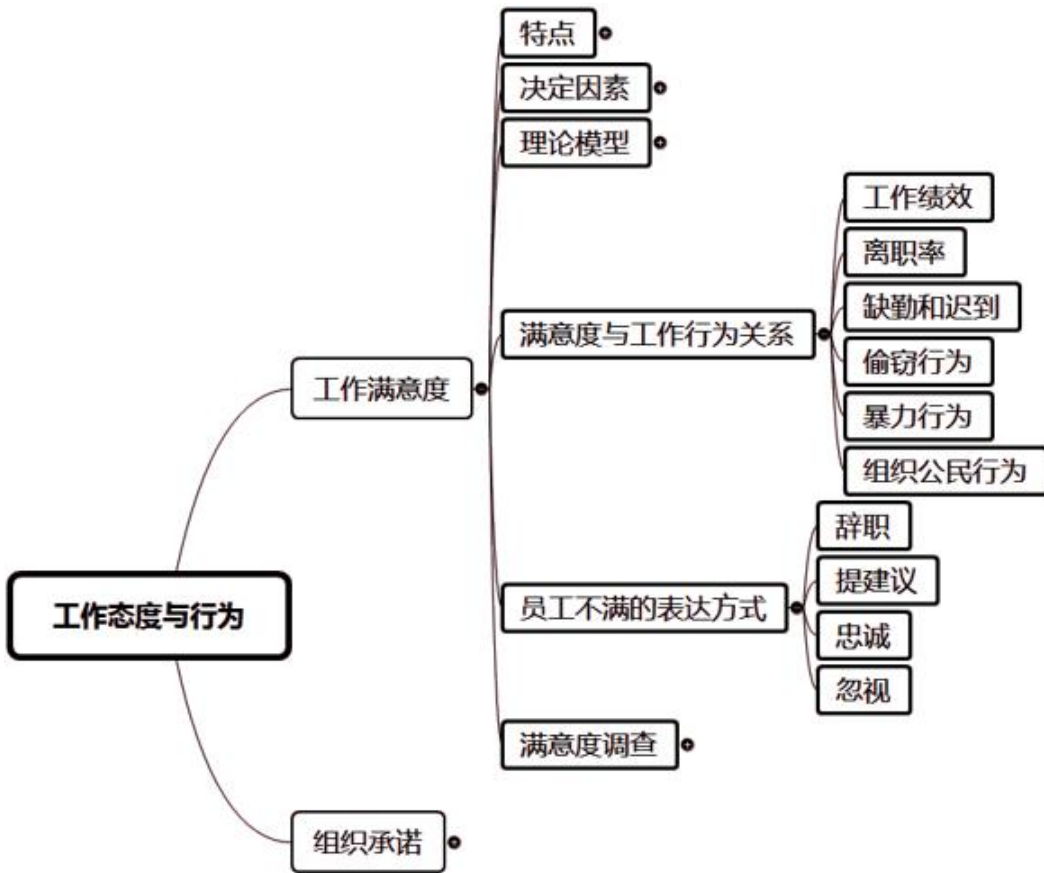 特点
决定因素
理论模型
工作绩效
离职率
缺勤和迟到
满意度与工作行为关系
偷窃行为
工作满意度
暴力行为
组织公民行为
辞职
提建议
员工不满的表达方式
工作态度与行为
忠诚
忽视
满意度调查
组织承诺